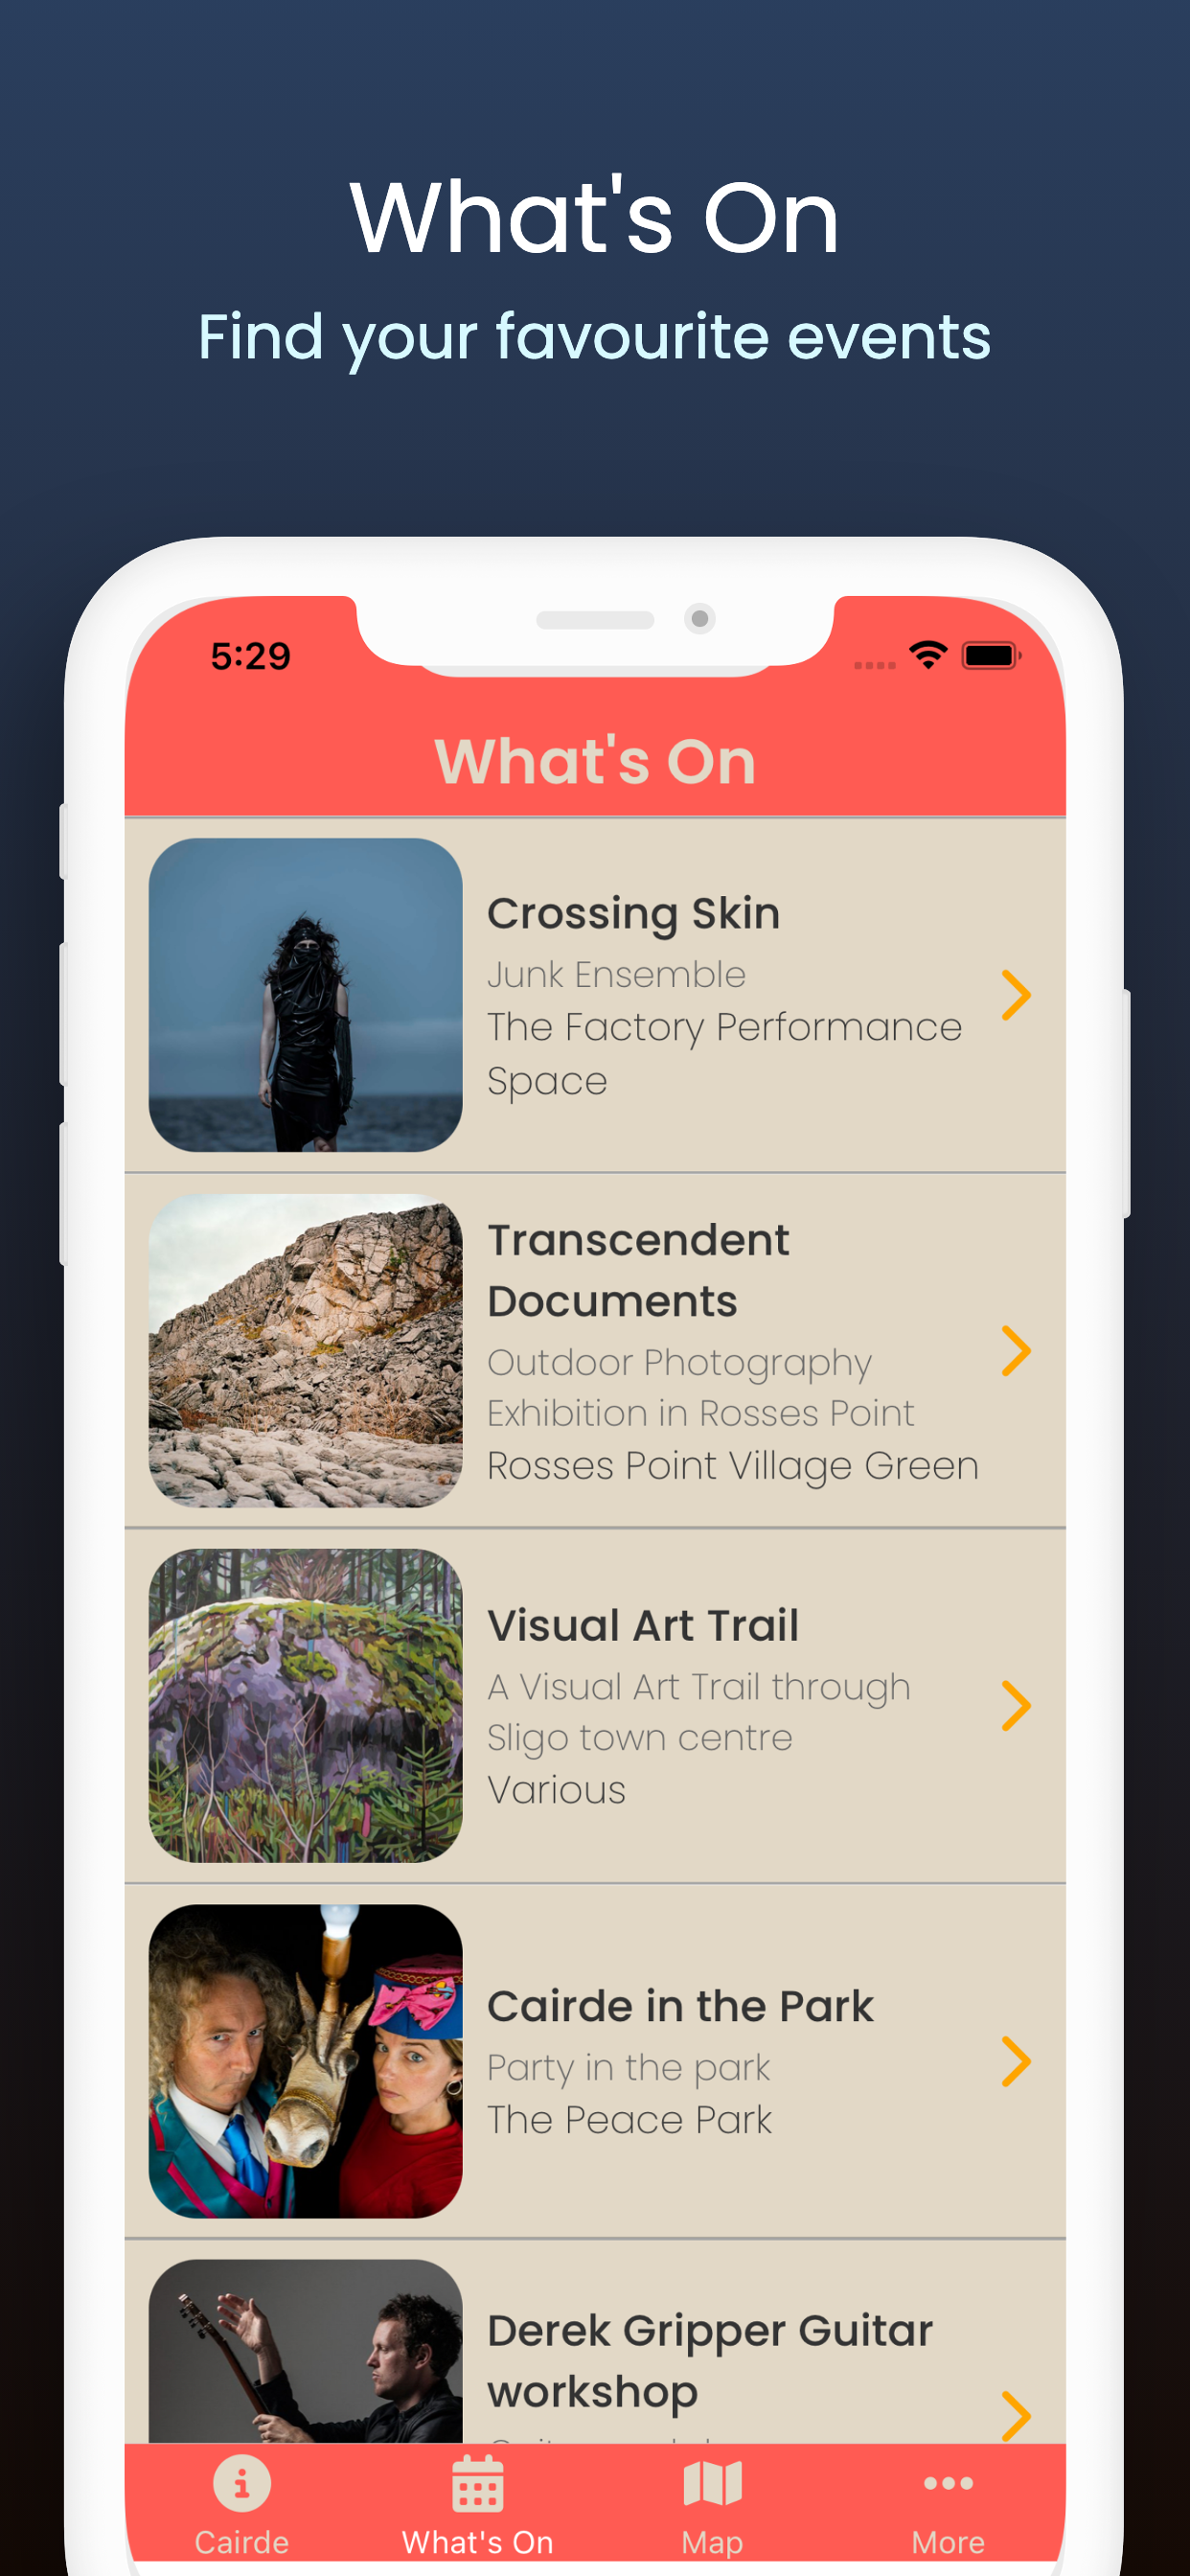 What's On
Find your favourite events
5:29
What's On
Crossing Skin
Junk Ensemble
The Factory Performance
Space
Transcendent
Documents
Outdoor Photography
Exhibition in Rosses Point
Rosses Point Village Green
Visual Art Trail
A Visual Art Trail through
Sligo town centre
Various
Cairde in the Park
Party in the park
The Peace Park
Derek Gripper Guitar
workshop
Cairde
What's On
Map
More